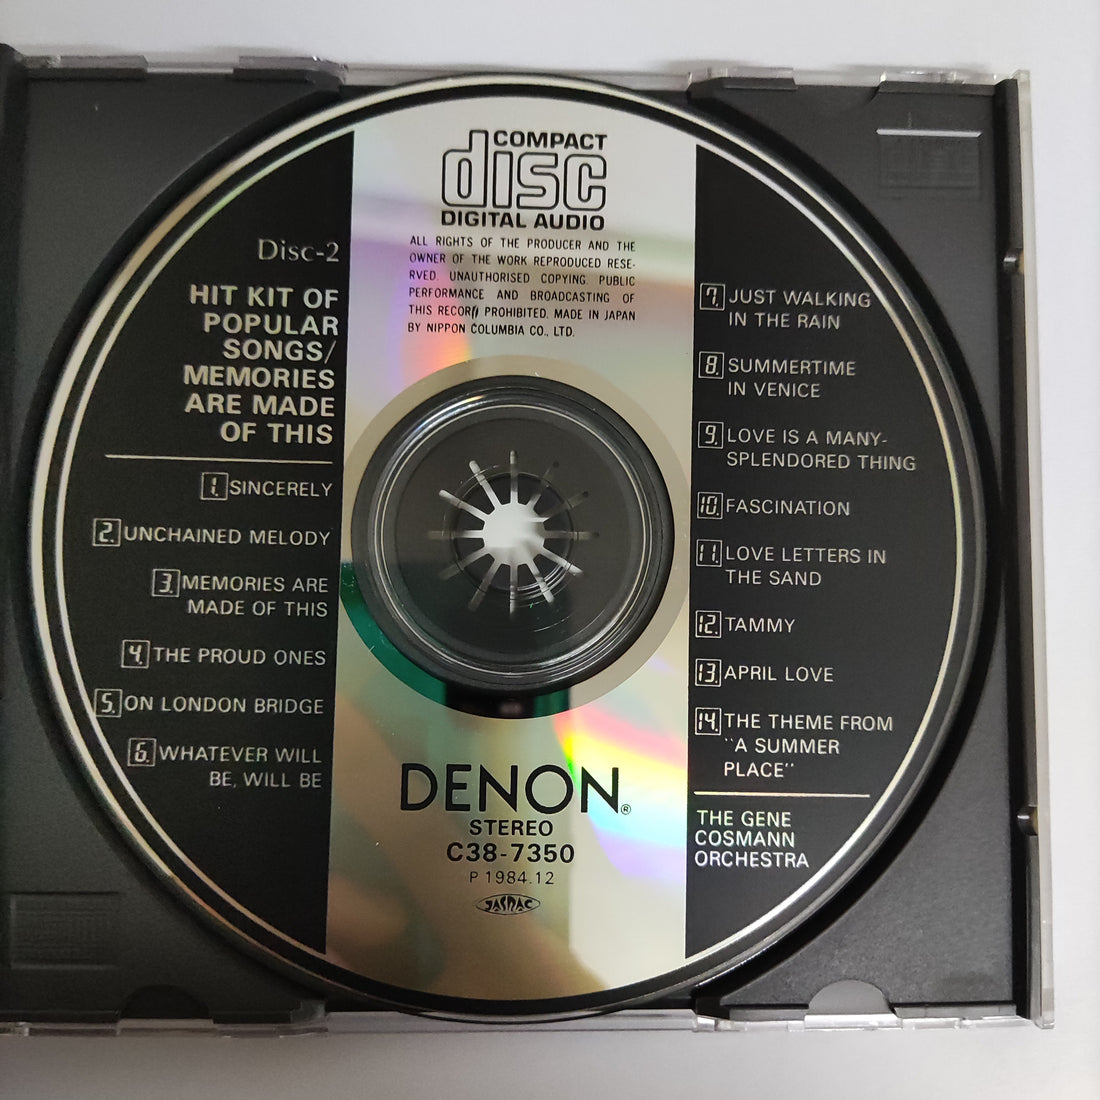 COMPACT
disc
DIGITAL AUDIO
ALL RIGHTS OF THE PRODUCER AND THE
OWNER OF THE WORK REPRODUCED RESE-
RVED. UNAUTHORISED COPYING. PUBLIC
PERFORMANCE AND BROADCASTING OF
THIS RECORD PROHIBITED. MADE IN JAPAN
BY NIPPON COLUMBIA CO., LTD.
Disc-2
HIT KIT OF
POPULAR
SONGS/
MEMORIES
ARE MADE
OF THIS
1. SINCERELY
2. UNCHAINED MELODY
3. MEMORIES ARE
MADE OF THIS
4. THE PROUD ONES
5. ON LONDON BRIDGE
6. WHATEVER WILL
BE, WILL BE
7. JUST WALKING
IN THE RAIN
8. SUMMERTIME
IN VENICE
9. LOVE IS A MANY-
SPLENDORED THING
10. FASCINATION
11. LOVE LETTERS IN
THE SAND
12. TAMMY
13. APRIL LOVE
14. THE THEME FROM
"A SUMMER
PLACE"
THE GENE
COSMANN
ORCHESTRA
DENON®
STEREO
C38-7350
P 1984.12
JASRAC